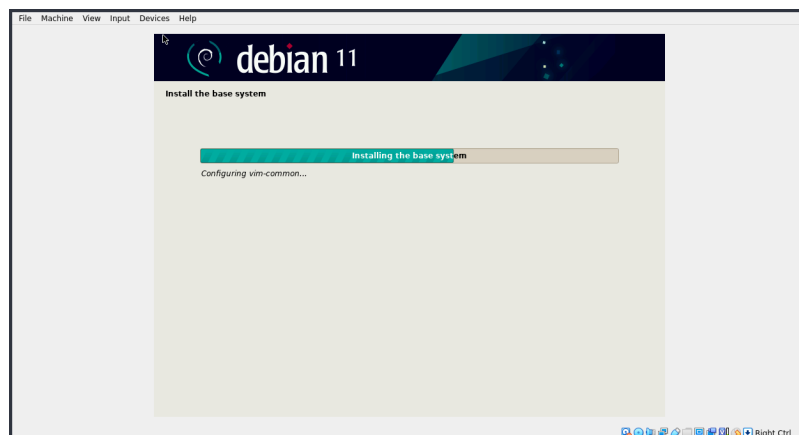 File Machine View Input Devices Help
debian 11
Install the base system
Installing the base system
Configuring vim-common...
Right Ctrl